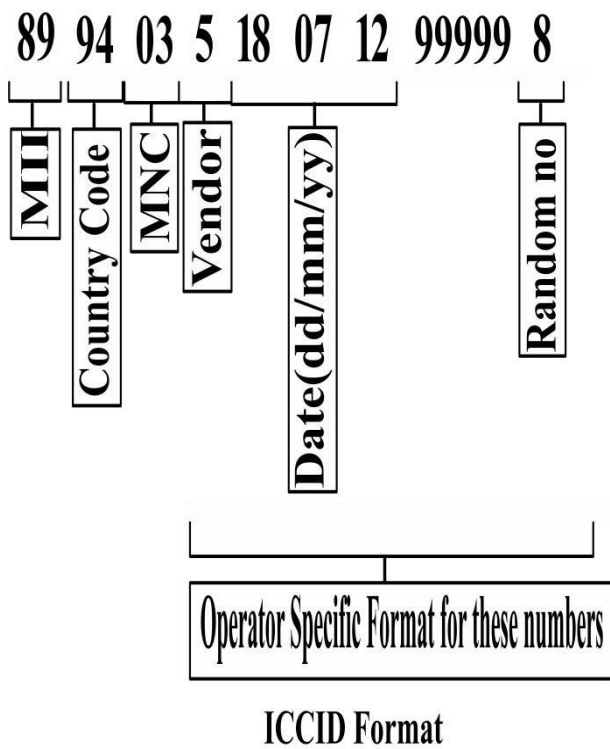 89 94 03 5 18 07 12 99999 8
MII
Country Code
MNC
Vendor
Date(dd/mm/yy)
Random no
Operator Specific Format for these numbers
ICCID Format